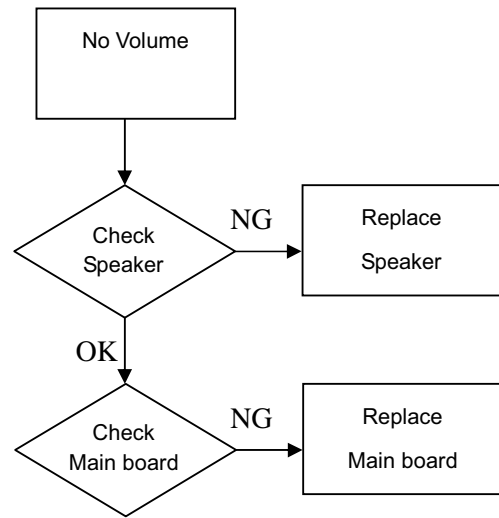 No Volume
Check
Speaker
NG
Replace
Speaker
OK
Check
Main board
NG
Replace
Main board